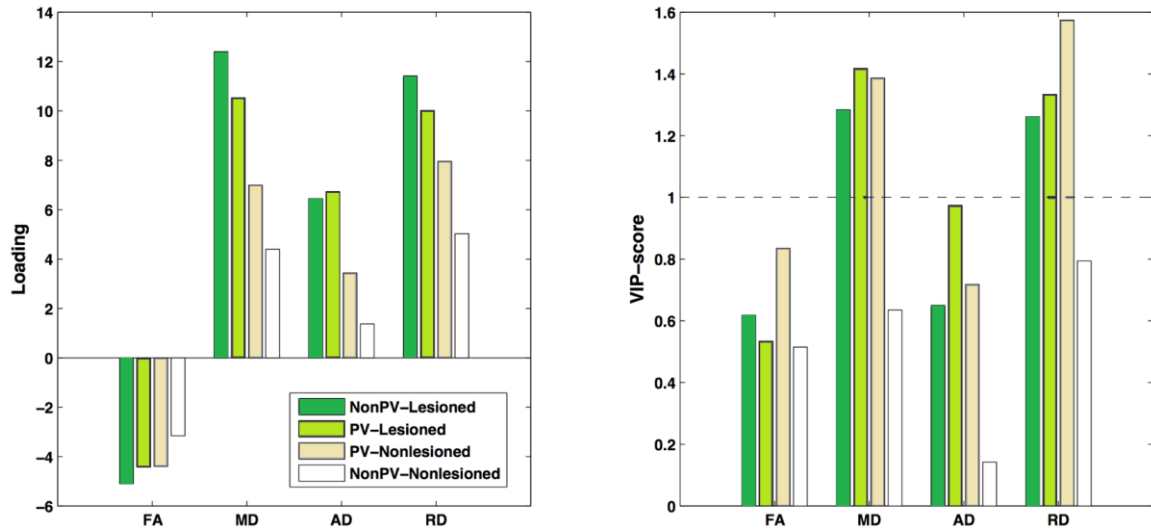 14
12
10
8
6
4
2
0
−2
−4
−6
Loading
FA MD AD RD
NonPV−Lesioned
PV−Lesioned
PV−Nonlesioned
NonPV−Nonlesioned
1.6
1.4
1.2
1
0.8
0.6
0.4
0.2
0
VIP−score
FA MD AD RD